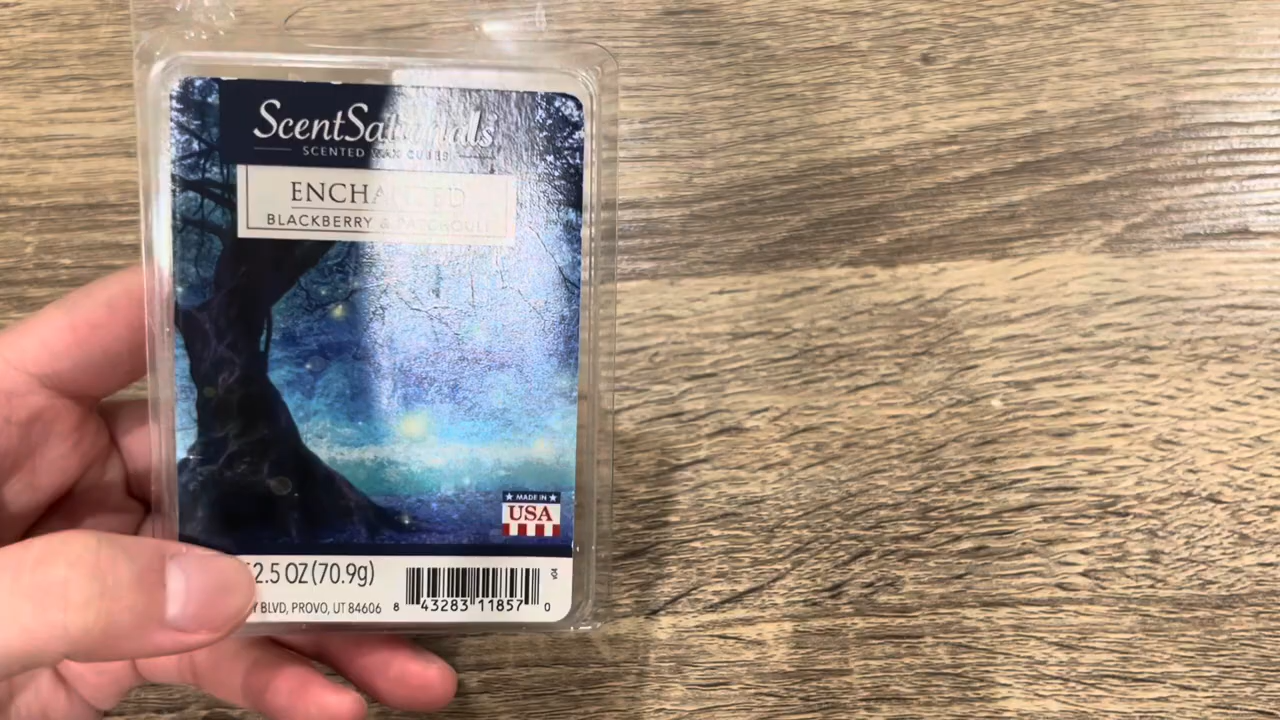 ScentSationals
SCENTED WAX CUBES
ENCHANTED
BLACKBERRY & PATCHOULI
MADE IN
USA
2.5 OZ (70.9g)
BLVD, PROVO, UT 84606
v04
8 43283 11857 0